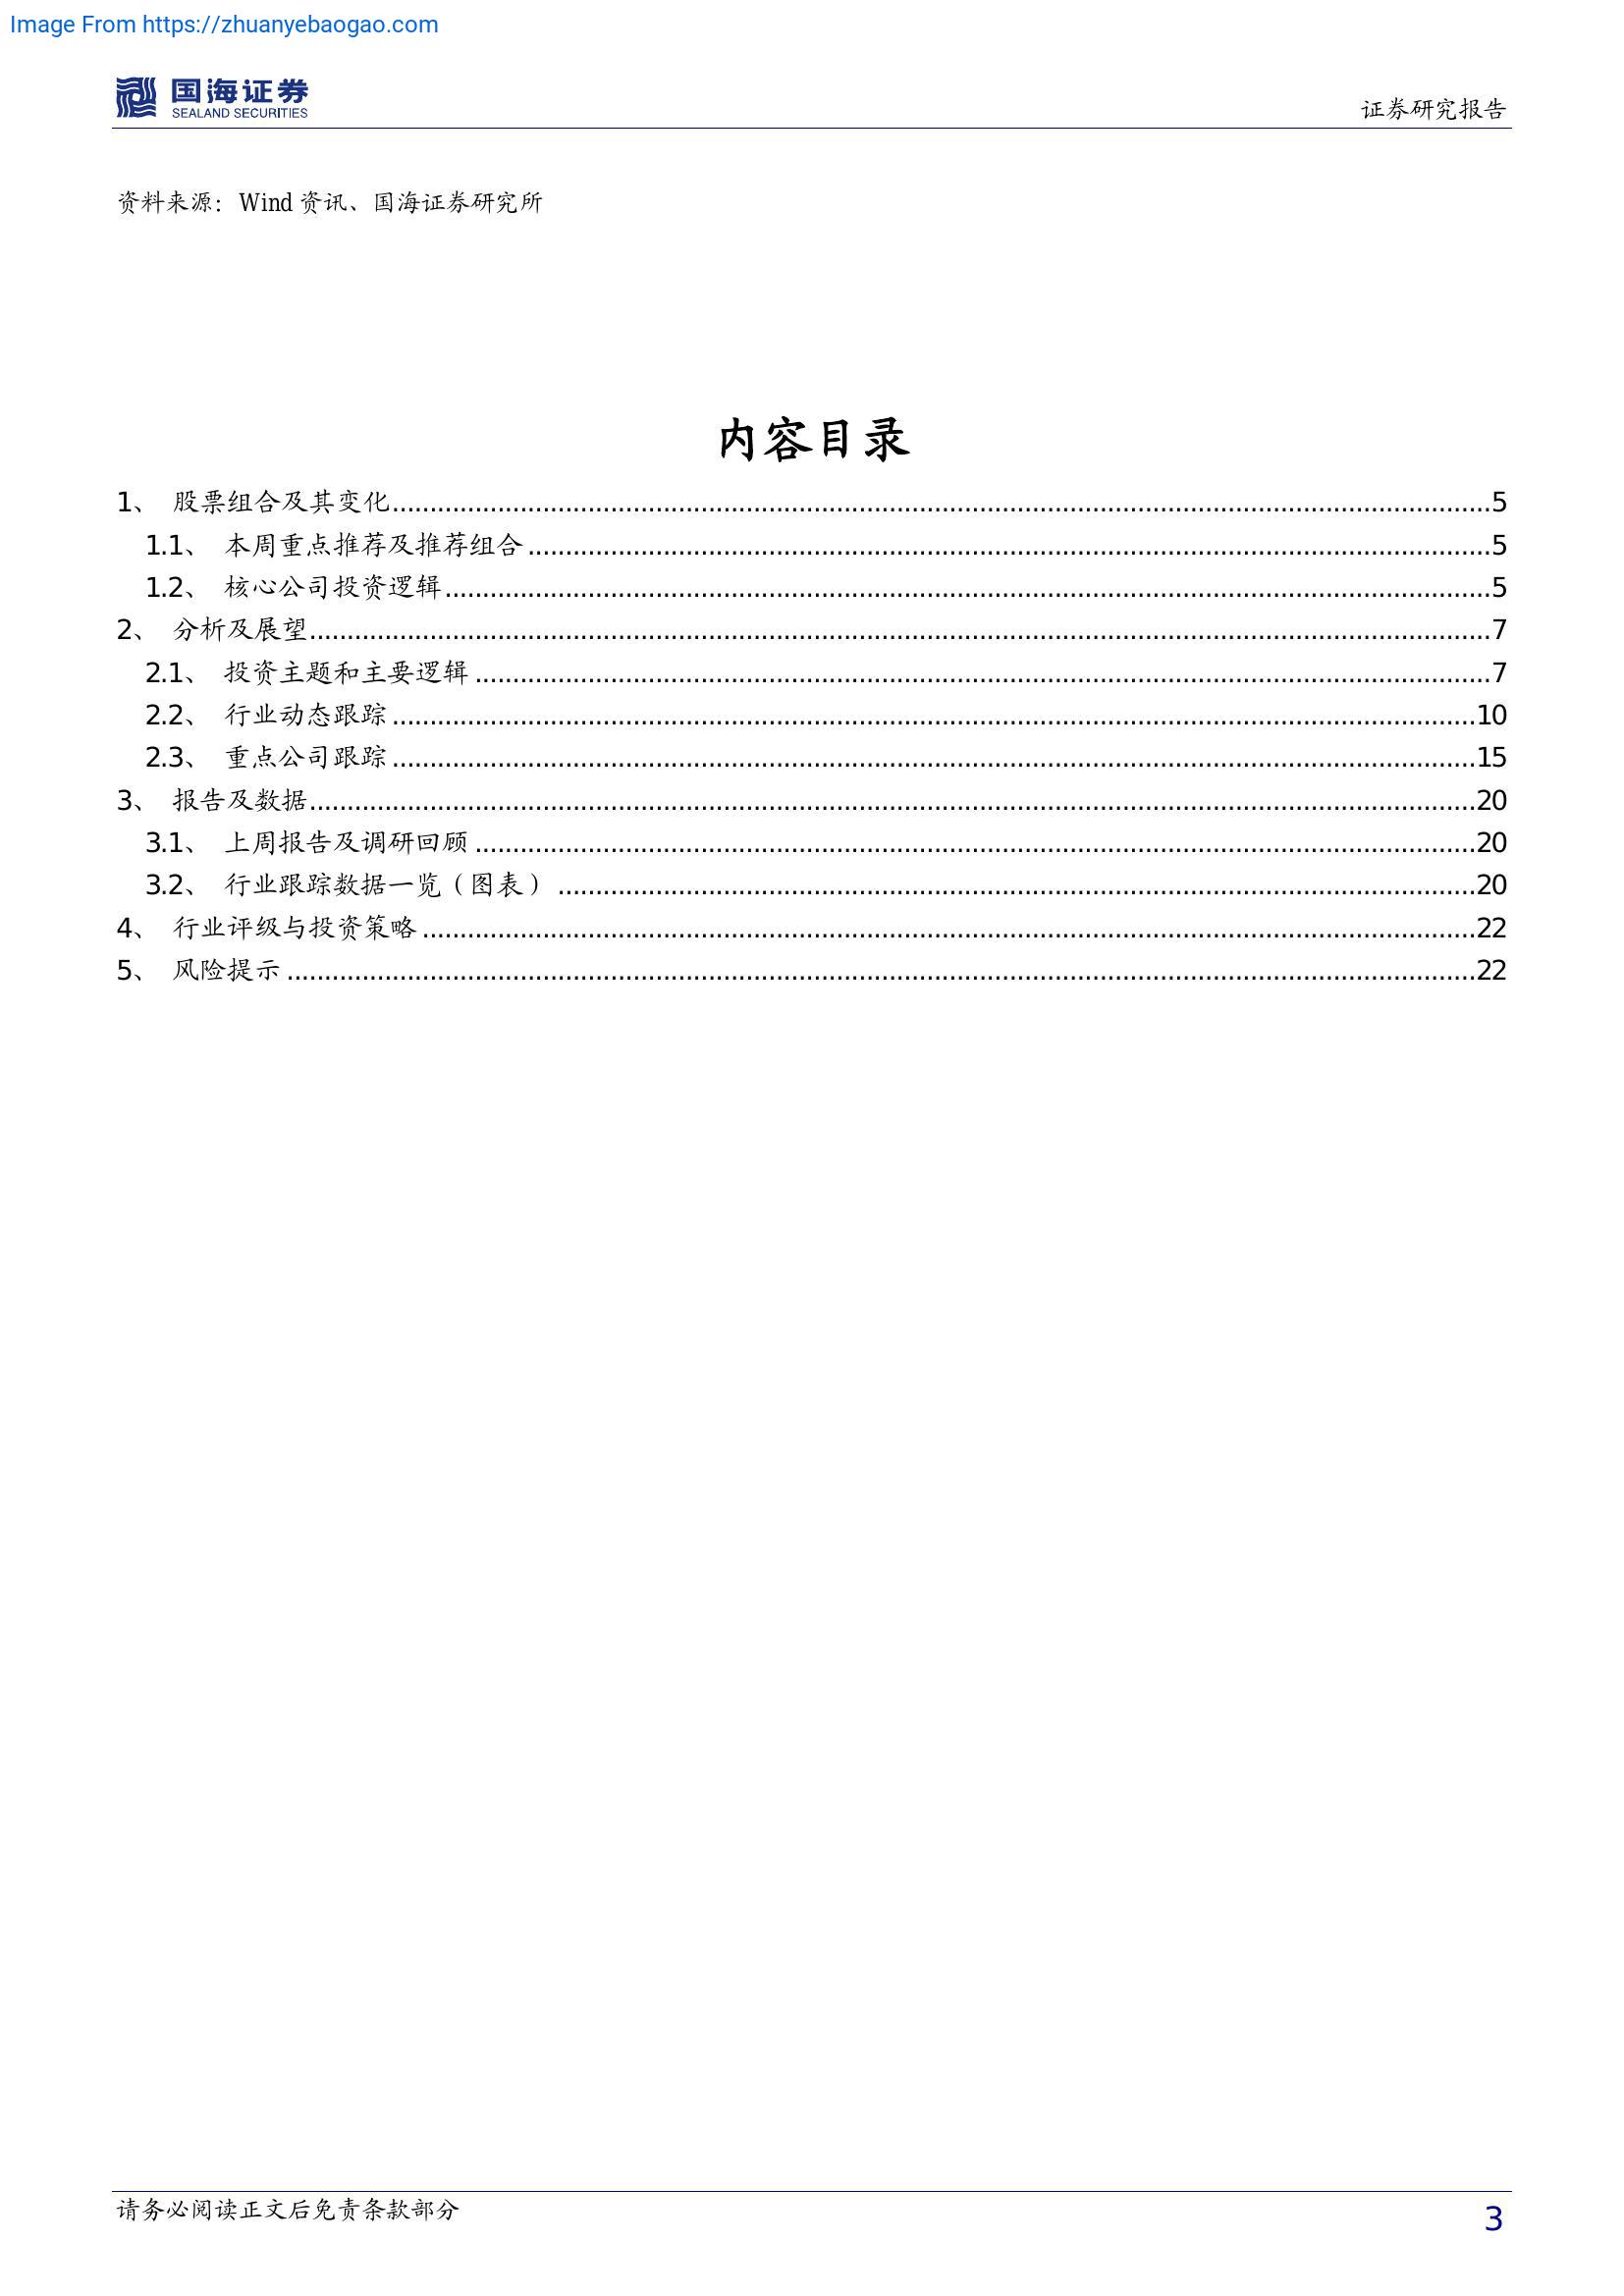 Image From https://zhuanyebaogao.com
国海证券
SEALAND SECURITIES
证券研究报告
资料来源：Wind 资讯、国海证券研究所
内容目录
1、 股票组合及其变化........5
1.1、 本周重点推荐及推荐组合........5
1.2、 核心公司投资逻辑........5
2、 分析及展望........7
2.1、 投资主题和主要逻辑........7
2.2、 行业动态跟踪........10
2.3、 重点公司跟踪........15
3、 报告及数据........20
3.1、 上周报告及调研回顾........20
3.2、 行业跟踪数据一览（图表）........20
4、 行业评级与投资策略........22
5、 风险提示........22
请务必阅读正文后免责条款部分
3